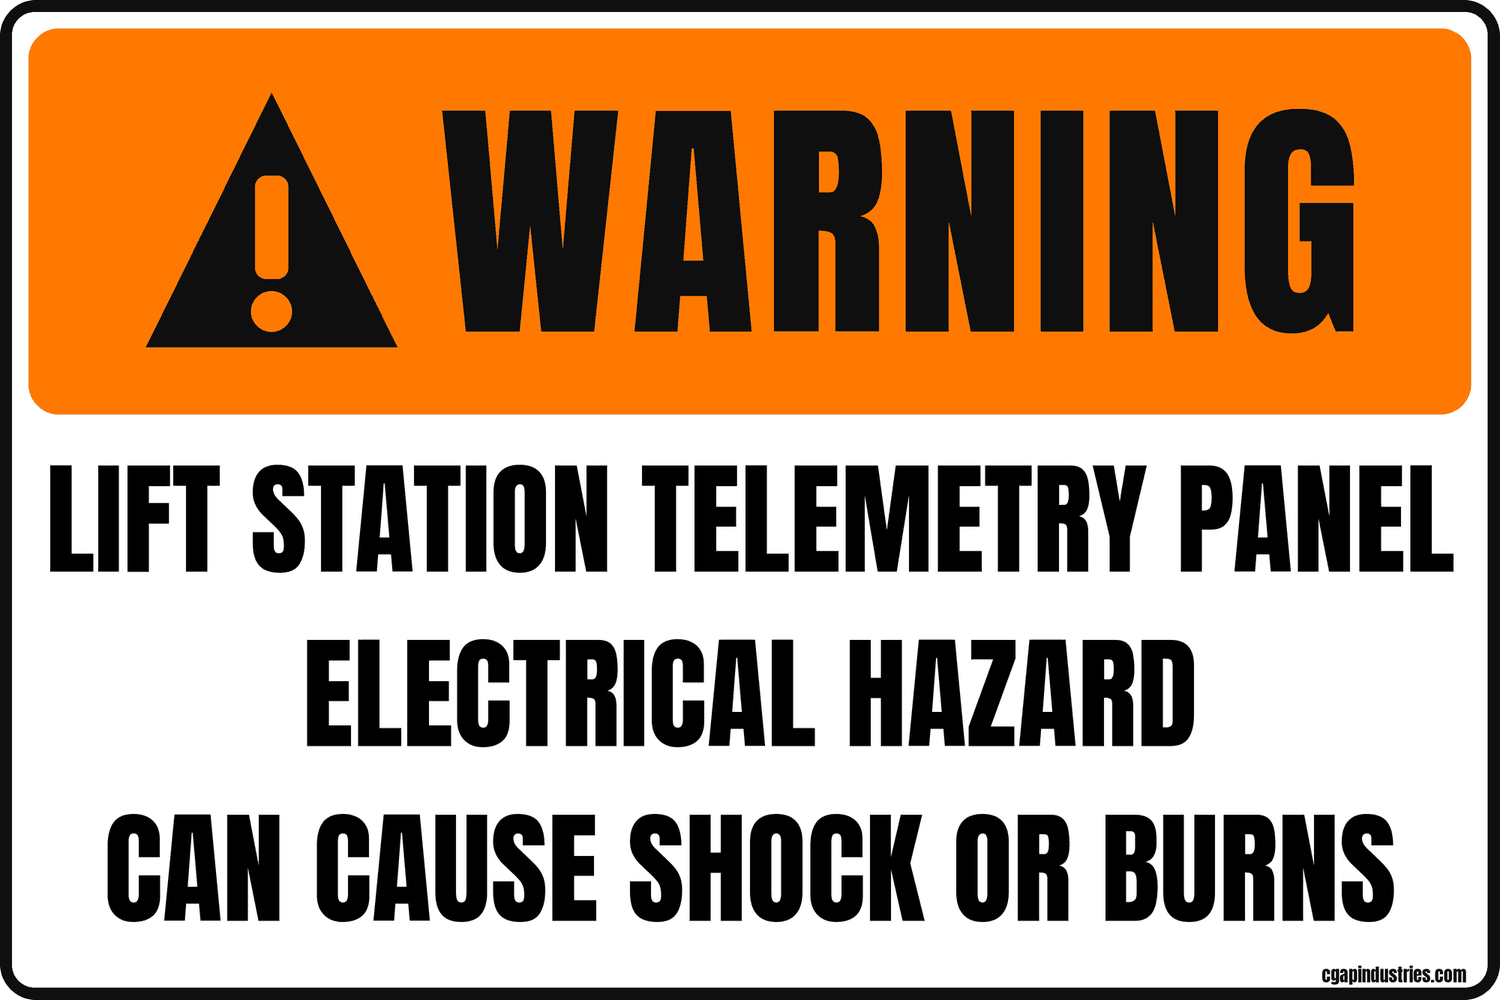 WARNING
LIFT STATION TELEMETRY PANEL
ELECTRICAL HAZARD
CAN CAUSE SHOCK OR BURNS
cgapindustries.com